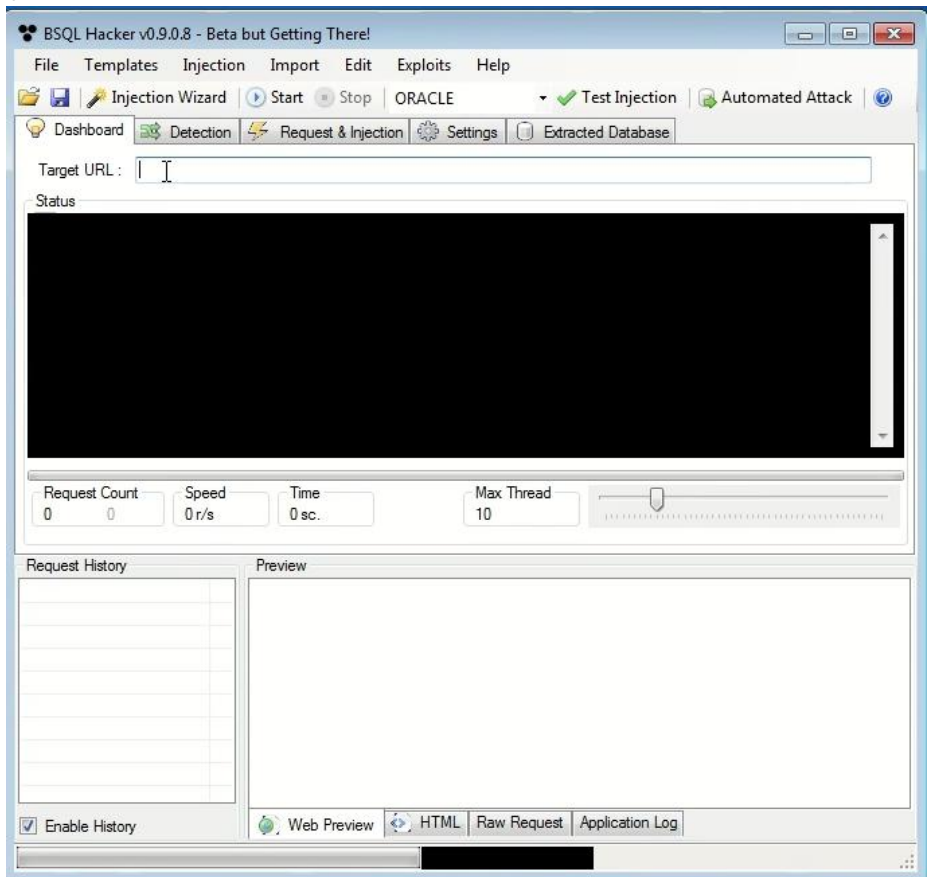 BSQL Hacker v0.9.0.8 - Beta but Getting There!
File Templates Injection Import Edit Exploits Help
Injection Wizard Start Stop ORACLE Test Injection Automated Attack
Dashboard Detection Request & Injection Settings Extracted Database
Target URL :
Status
Request Count Speed Time Max Thread
0 0 0 r/s 0 sc. 10
Request History Preview
Enable History Web Preview HTML Raw Request Application Log